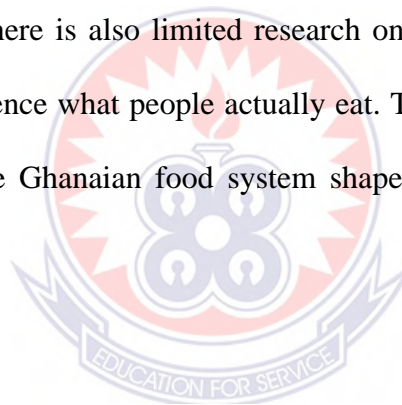 here is also limited research on
ence what people actually eat. T
e Ghanaian food system shape
EDUCATION FOR SERVICE